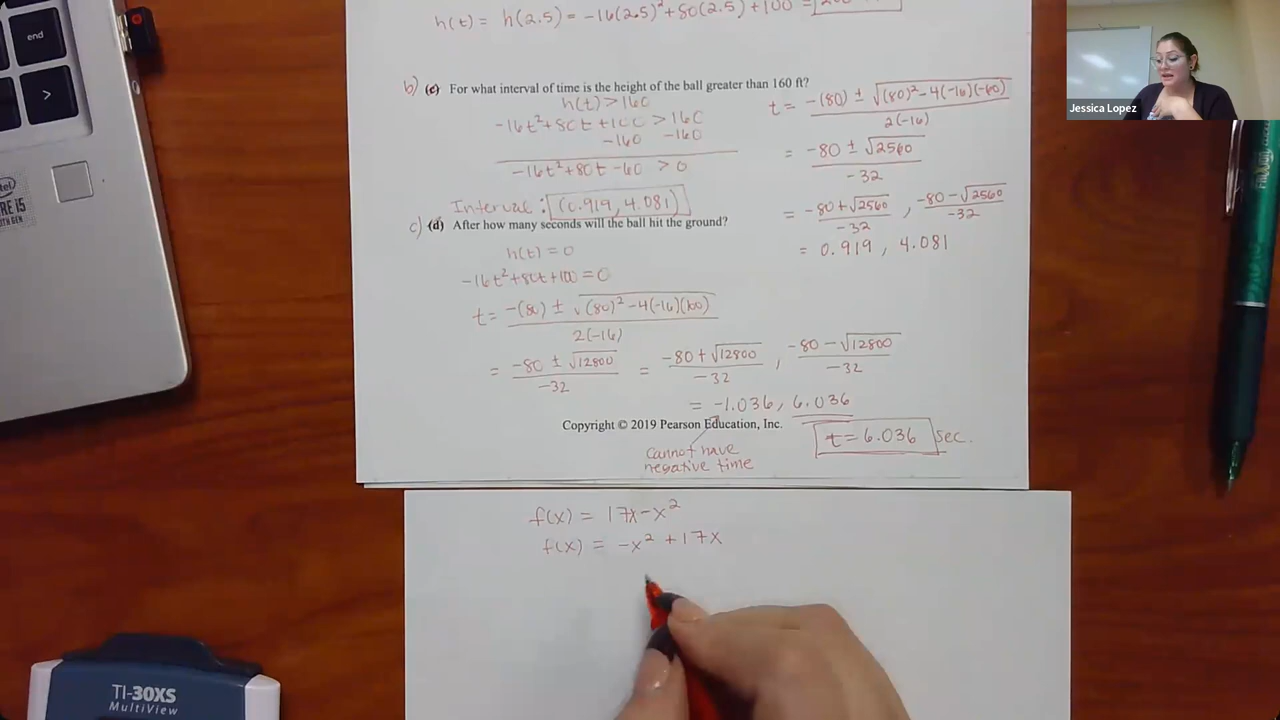 h(t) = h(2.5) = -16(2.5)² + 80(2.5) + 100 =
end
>
Jessica Lopez
intel
CORE i5
b) (c) For what interval of time is the height of the ball greater than 160 ft?
h(t) > 160
-16t² + 80t + 100 > 160
-160 -160
-16t² + 80t - 60 > 0
Interval: (0.919, 4.081)
t = -(80) ± √(80)² - 4(-16)(-60) / 2(-16)
= -80 ± √2560 / -32
= -80 + √2560 / -32 , -80 - √2560 / -32
= 0.919 , 4.081
c) (d) After how many seconds will the ball hit the ground?
h(t) = 0
-16t² + 80t + 100 = 0
t = -(80) ± √(80)² - 4(-16)(100) / 2(-16)
= -80 ± √12800 / -32 = -80 + √12800 / -32 , -80 - √12800 / -32
= -1.036, 6.036
Copyright © 2019 Pearson Education, Inc.
t = 6.036 sec.
Cannot have
negative time
f(x) = 17x - x²
f(x) = -x² + 17x
TI-30XS
MultiView